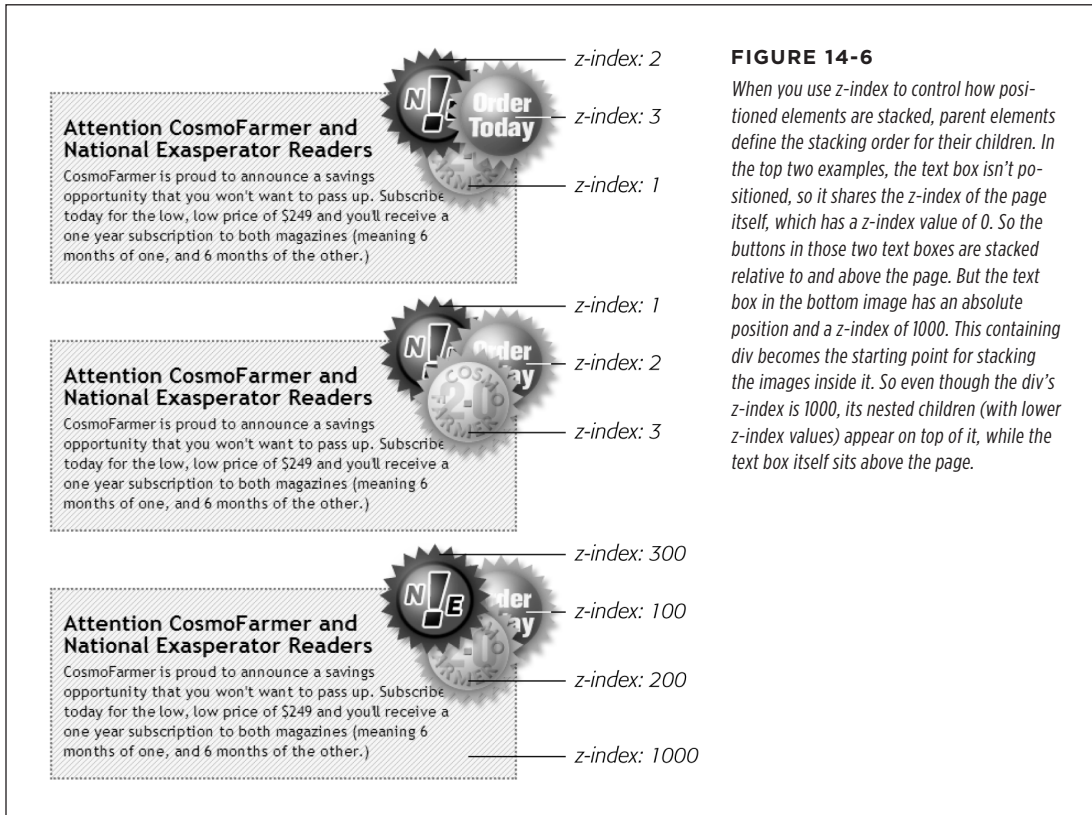 z-index: 2
N!
Order
Today
z-index: 3
z-index: 1
Attention CosmoFarmer and
National Exasperator Readers
CosmoFarmer is proud to announce a savings
opportunity that you won't want to pass up. Subscribe
today for the low, low price of $249 and you'll receive a
one year subscription to both magazines (meaning 6
months of one, and 6 months of the other.)
z-index: 1
N!
z-index: 2
COSMO
2.0
FARMER
z-index: 3
Attention CosmoFarmer and
National Exasperator Readers
CosmoFarmer is proud to announce a savings
opportunity that you won't want to pass up. Subscribe
today for the low, low price of $249 and you'll receive a
one year subscription to both magazines (meaning 6
months of one, and 6 months of the other.)
z-index: 300
N!E
z-index: 100
z-index: 200
Attention CosmoFarmer and
National Exasperator Readers
CosmoFarmer is proud to announce a savings
opportunity that you won't want to pass up. Subscribe
today for the low, low price of $249 and you'll receive a
one year subscription to both magazines (meaning 6
months of one, and 6 months of the other.)
z-index: 1000
FIGURE 14-6
When you use z-index to control how posi-
tioned elements are stacked, parent elements
define the stacking order for their children. In
the top two examples, the text box isn't po-
sitioned, so it shares the z-index of the page
itself, which has a z-index value of 0. So the
buttons in those two text boxes are stacked
relative to and above the page. But the text
box in the bottom image has an absolute
position and a z-index of 1000. This containing
div becomes the starting point for stacking
the images inside it. So even though the div's
z-index is 1000, its nested children (with lower
z-index values) appear on top of it, while the
text box itself sits above the page.